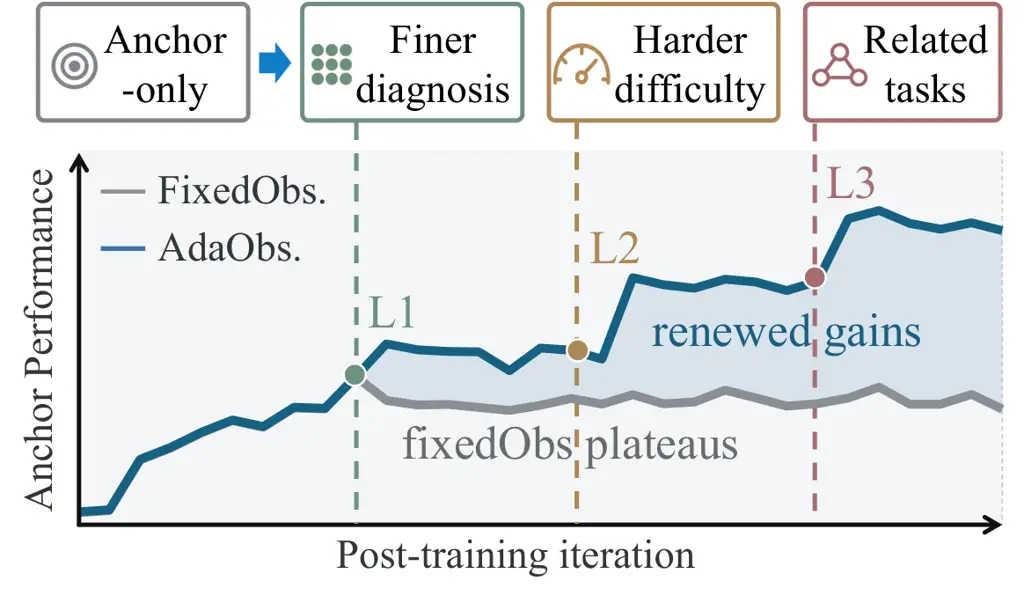 Anchor
-only
Finer
diagnosis
Harder
difficulty
Related
tasks
FixedObs.
AdaObs.
L1
L2
L3
renewed gains
fixedObs plateaus
Anchor Performance
Post-training iteration